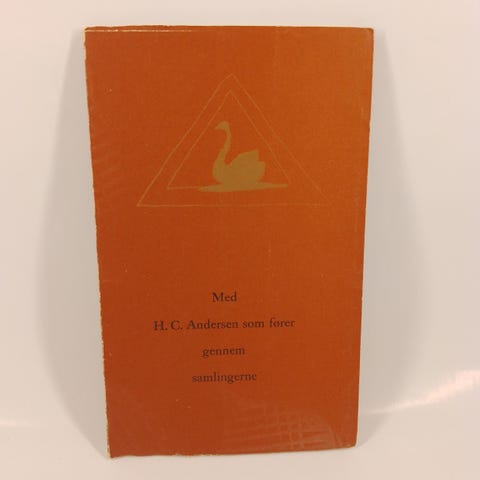 Med
H. C. Andersen som fører
gennem
samlingerne